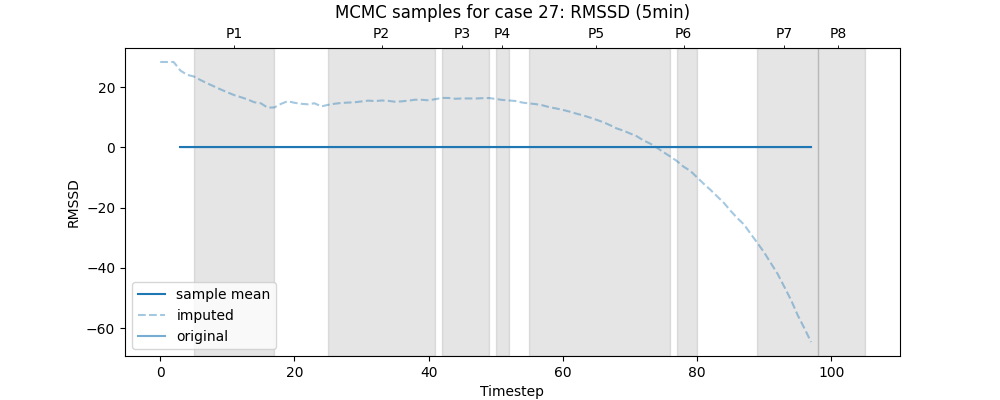 MCMC samples for case 27: RMSSD (5min)
P1 P2 P3 P4 P5 P6 P7 P8
20
0
−20
−40
−60
RMSSD
sample mean
imputed
original
0 20 40 60 80 100
Timestep